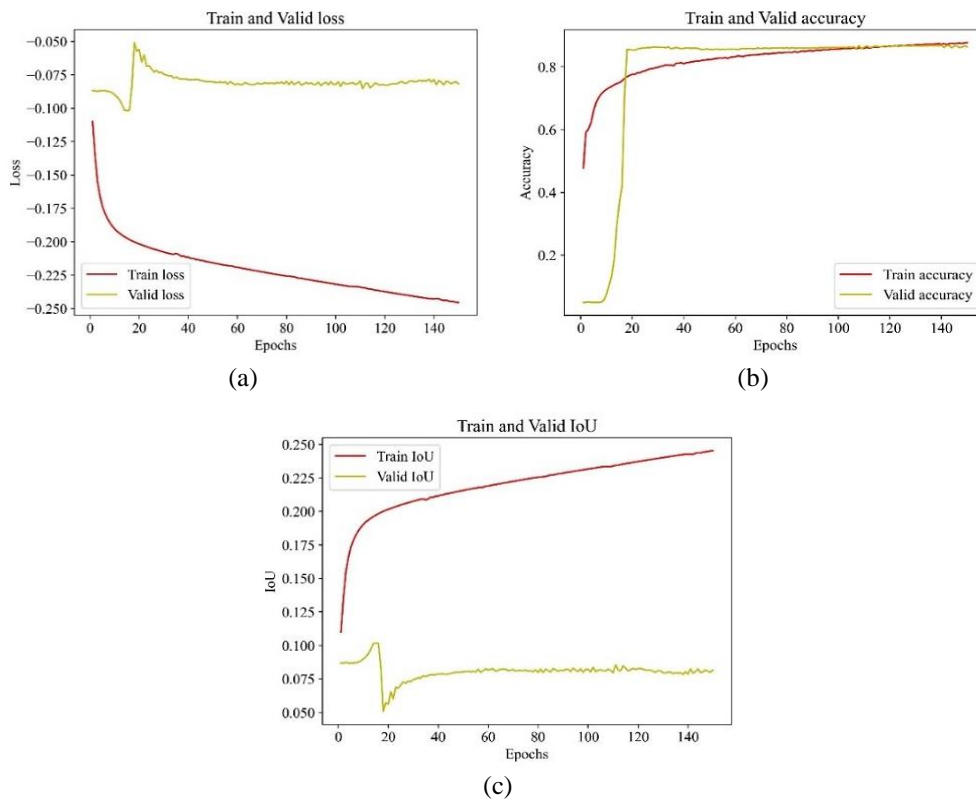 Train and Valid loss
−0.050
−0.075
−0.100
−0.125
−0.150
−0.175
−0.200
−0.225
−0.250
Loss
Train loss
Valid loss
0 20 40 60 80 100 120 140
Epochs
(a)
Train and Valid accuracy
0.8
0.6
0.4
0.2
Accuracy
Train accuracy
Valid accuracy
0 20 40 60 80 100 120 140
Epochs
(b)
Train and Valid IoU
0.250
0.225
0.200
0.175
0.150
0.125
0.100
0.075
0.050
IoU
Train IoU
Valid IoU
0 20 40 60 80 100 120 140
Epochs
(c)